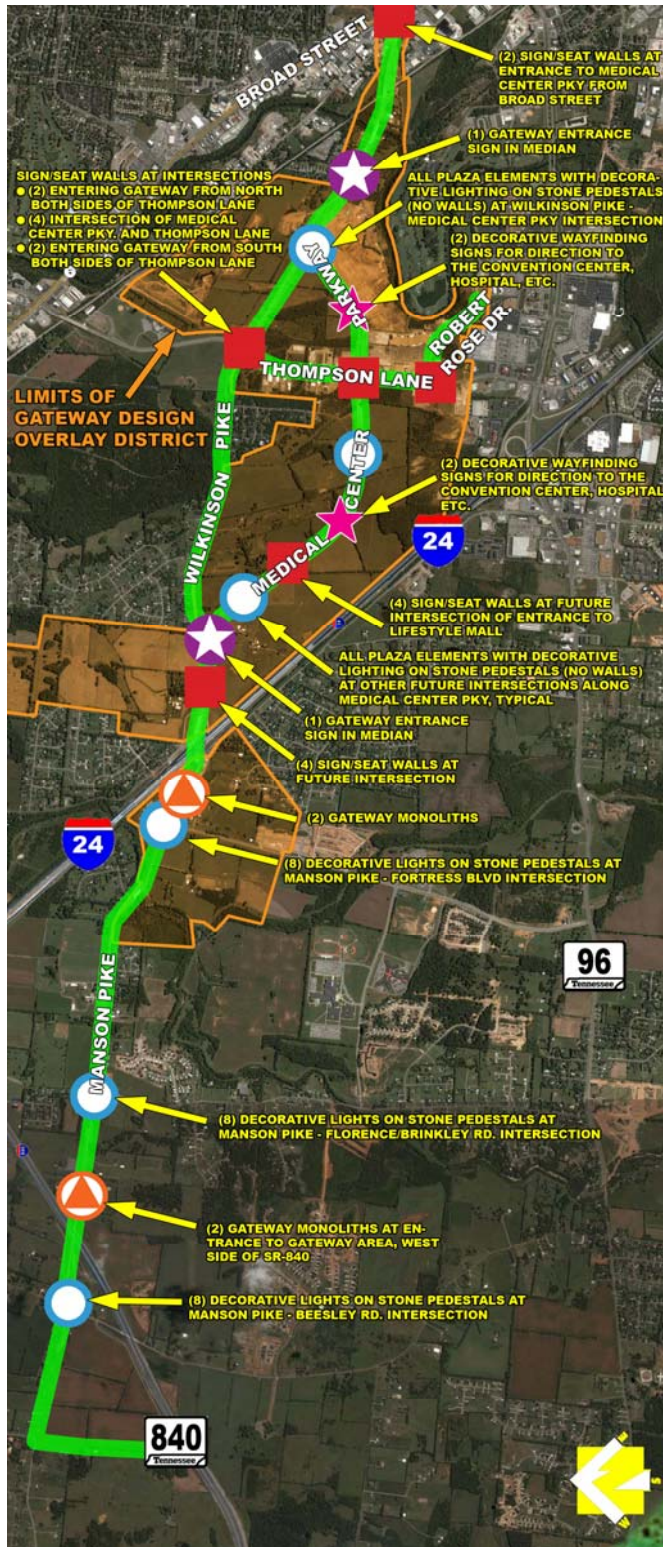 BROAD STREET
(2) SIGN/SEAT WALLS AT
ENTRANCE TO MEDICAL
CENTER PKY FROM
BROAD STREET
(1) GATEWAY ENTRANCE
SIGN IN MEDIAN
SIGN/SEAT WALLS AT INTERSECTIONS
● (2) ENTERING GATEWAY FROM NORTH
BOTH SIDES OF THOMPSON LANE
● (4) INTERSECTION OF MEDICAL
CENTER PKY. AND THOMPSON LANE
● (2) ENTERING GATEWAY FROM SOUTH
BOTH SIDES OF THOMPSON LANE
ALL PLAZA ELEMENTS WITH DECORA-
TIVE LIGHTING ON STONE PEDESTALS
(NO WALLS) AT WILKINSON PIKE -
MEDICAL CENTER PKY INTERSECTION
(2) DECORATIVE WAYFINDING
SIGNS FOR DIRECTION TO
THE CONVENTION CENTER,
HOSPITAL, ETC.
PARKWAY
ROBERT
ROSE DR.
THOMPSON LANE
LIMITS OF
GATEWAY DESIGN
OVERLAY DISTRICT
WILKINSON PIKE
MEDICAL CENTER
(2) DECORATIVE WAYFINDING
SIGNS FOR DIRECTION TO THE
CONVENTION CENTER, HOSPITAL
ETC.
24
(4) SIGN/SEAT WALLS AT FUTURE
INTERSECTION OF ENTRANCE TO
LIFESTYLE MALL
ALL PLAZA ELEMENTS WITH DECORATIVE
LIGHTING ON STONE PEDESTALS (NO WALLS)
AT OTHER FUTURE INTERSECTIONS ALONG
MEDICAL CENTER PKY, TYPICAL
(1) GATEWAY ENTRANCE
SIGN IN MEDIAN
(4) SIGN/SEAT WALLS AT
FUTURE INTERSECTION
(2) GATEWAY MONOLITHS
24
(8) DECORATIVE LIGHTS ON STONE PEDESTALS AT
MANSON PIKE - FORTRESS BLVD INTERSECTION
96
Tennessee
MANSON PIKE
(8) DECORATIVE LIGHTS ON STONE PEDESTALS AT
MANSON PIKE - FLORENCE/BRINKLEY RD. INTERSECTION
(2) GATEWAY MONOLITHS AT EN-
TRANCE TO GATEWAY AREA, WEST
SIDE OF SR-840
(8) DECORATIVE LIGHTS ON STONE PEDESTALS AT
MANSON PIKE - BEESLEY RD. INTERSECTION
840
Tennessee
S
W